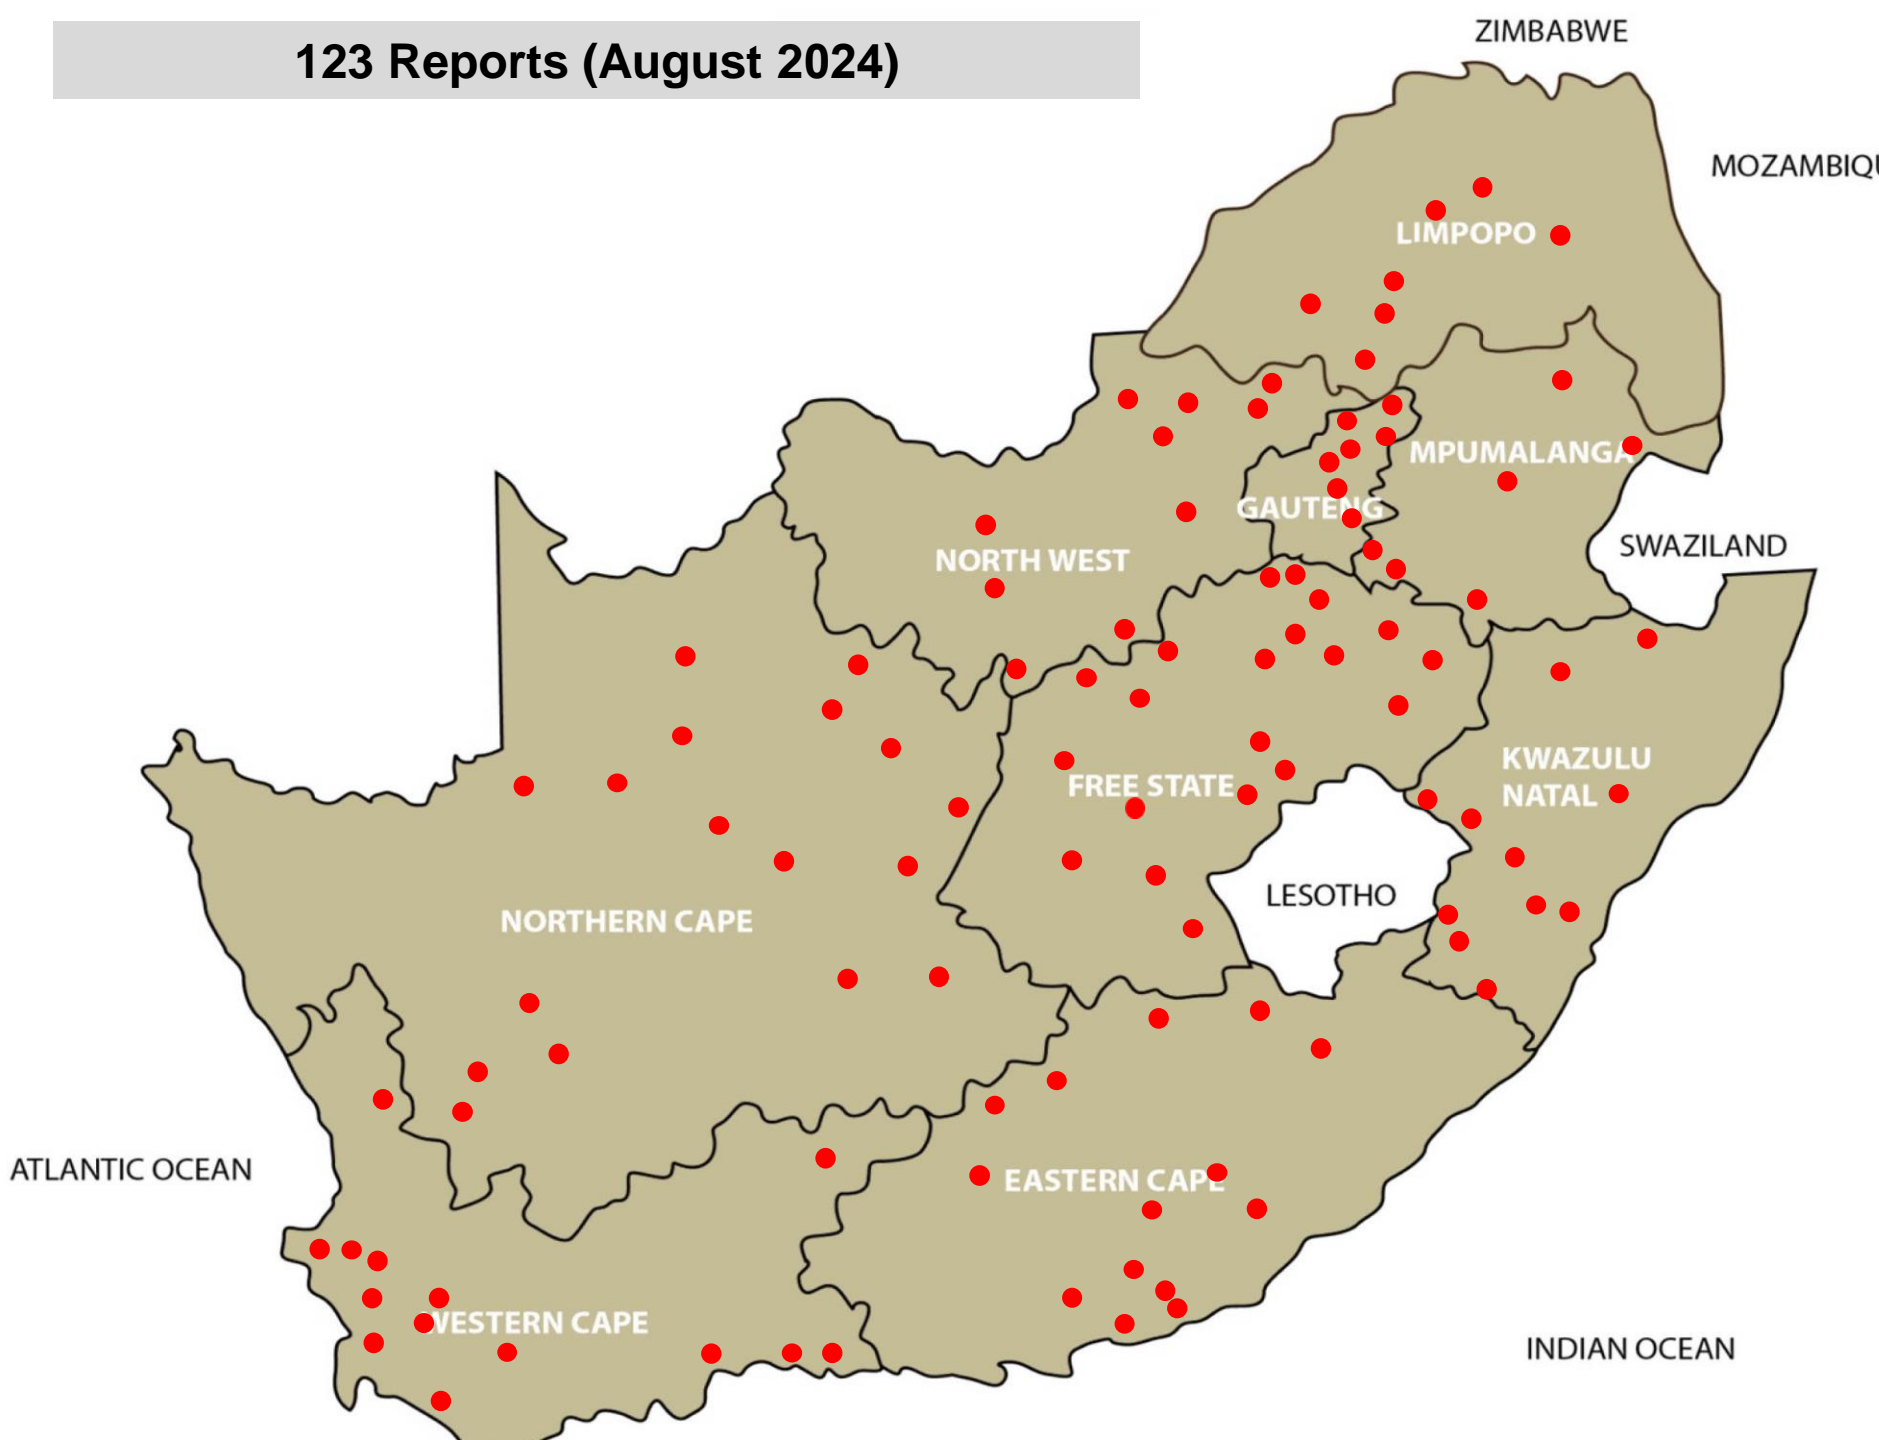 123 Reports (August 2024)
ZIMBABWE
MOZAMBIQU
LIMPOPO
MPUMALANGA
GAUTENG
SWAZILAND
NORTH WEST
KWAZULU
NATAL
FREE STATE
LESOTHO
NORTHERN CAPE
ATLANTIC OCEAN
EASTERN CAPE
WESTERN CAPE
INDIAN OCEAN